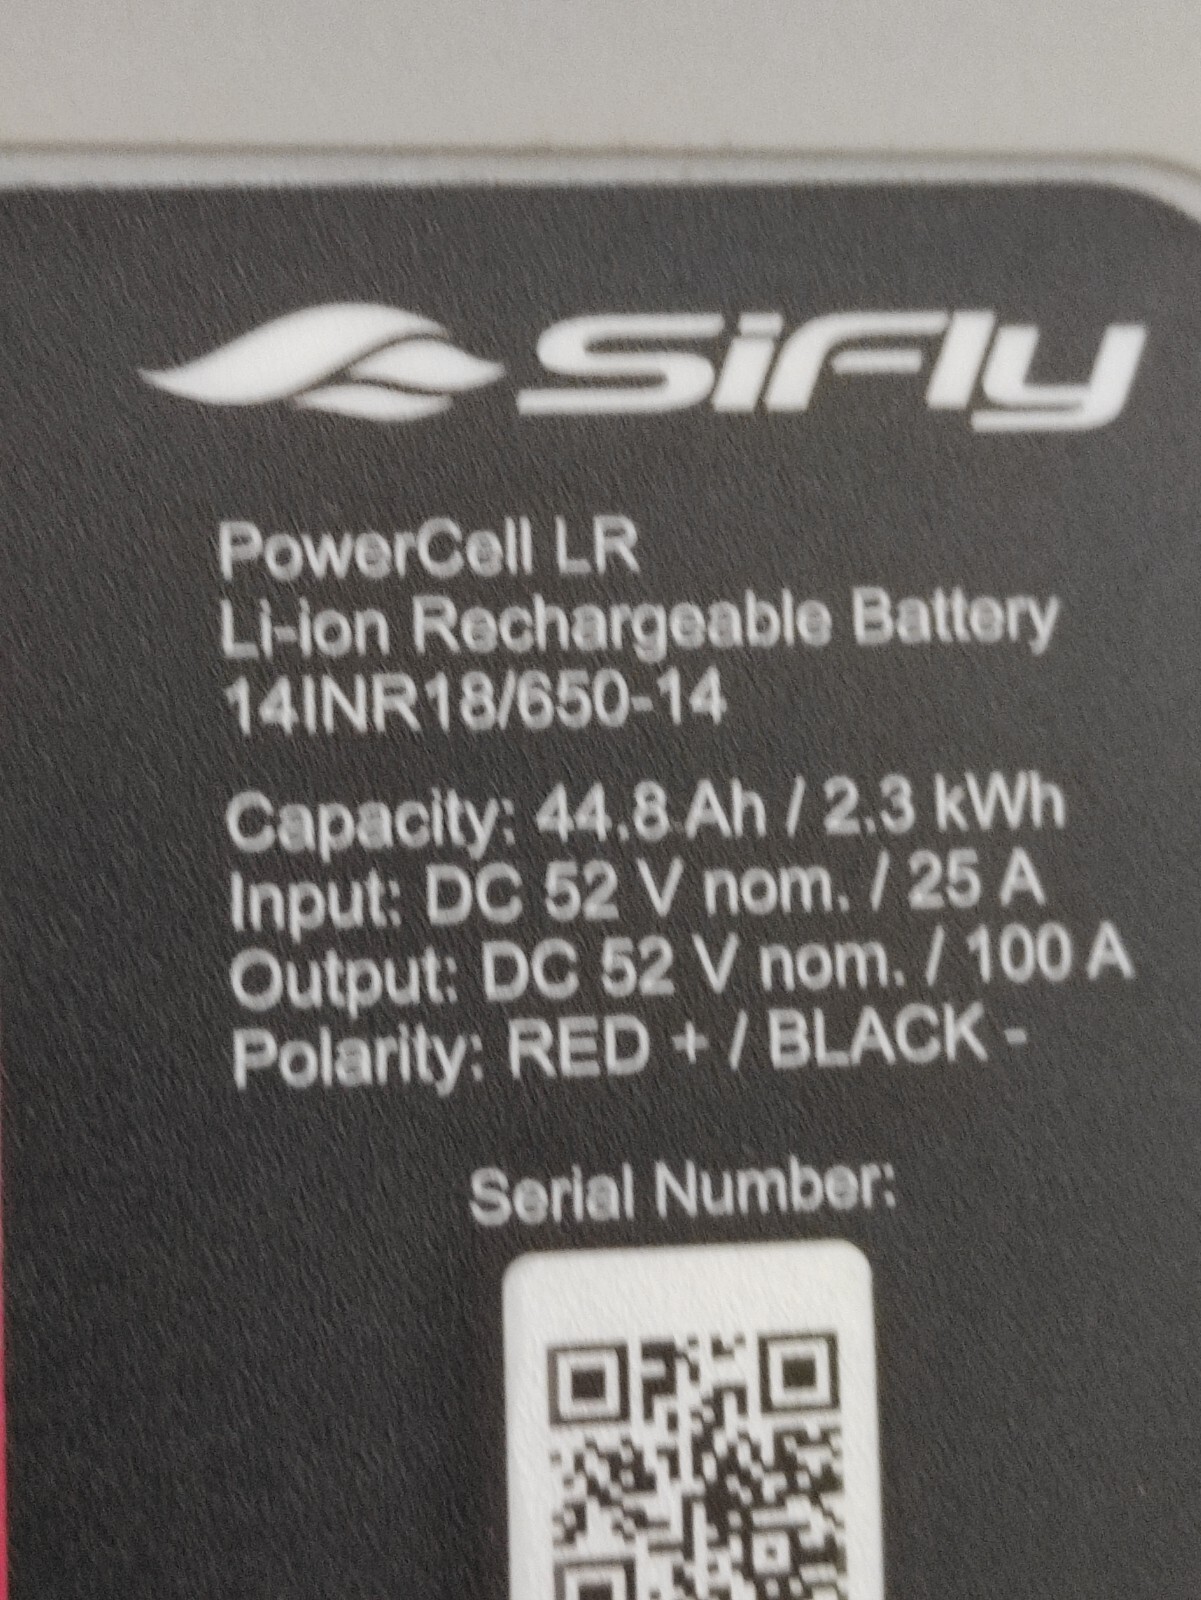 SiFly
PowerCell LR
Li-ion Rechargeable Battery
14INR18/650-14
Capacity: 44.8 Ah / 2.3 kWh
Input: DC 52 V nom. / 25 A
Output: DC 52 V nom. / 100 A
Polarity: RED + / BLACK -
Serial Number: